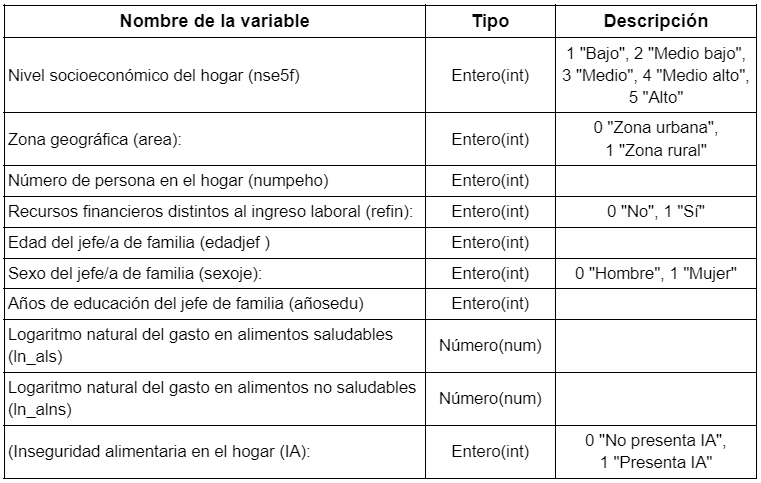 Nombre de la variable Tipo Descripción
Nivel socioeconómico del hogar (nse5f) Entero(int) 1 "Bajo", 2 "Medio bajo",
3 "Medio", 4 "Medio alto",
5 "Alto"
Zona geográfica (area): Entero(int) 0 "Zona urbana",
1 "Zona rural"
Número de persona en el hogar (numpeho) Entero(int)
Recursos financieros distintos al ingreso laboral (refin): Entero(int) 0 "No", 1 "Sí"
Edad del jefe/a de familia (edadjef ) Entero(int)
Sexo del jefe/a de familia (sexoje): Entero(int) 0 "Hombre", 1 "Mujer"
Años de educación del jefe de familia (añosedu) Entero(int)
Logaritmo natural del gasto en alimentos saludables
(ln_als) Número(num)
Logaritmo natural del gasto en alimentos no saludables
(ln_alns) Número(num)
(Inseguridad alimentaria en el hogar (IA): Entero(int) 0 "No presenta IA",
1 "Presenta IA"